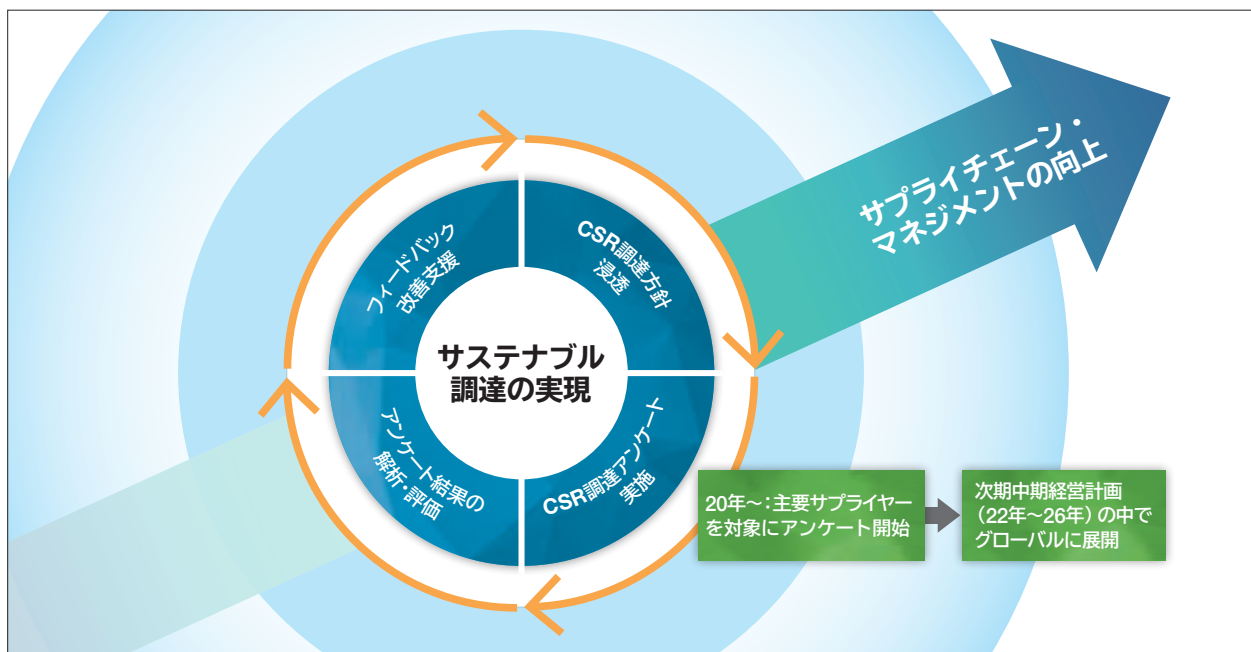 サプライチェーン・
マネジメントの向上
フィードバック
改善支援
CSR調達方針
浸透
サステナブル
調達の実現
アンケート結果の
解析・評価
CSR調達アンケート
実施
20年～：主要サプライヤー
を対象にアンケート開始
次期中期経営計画
（22年～26年）の中で
グローバルに展開